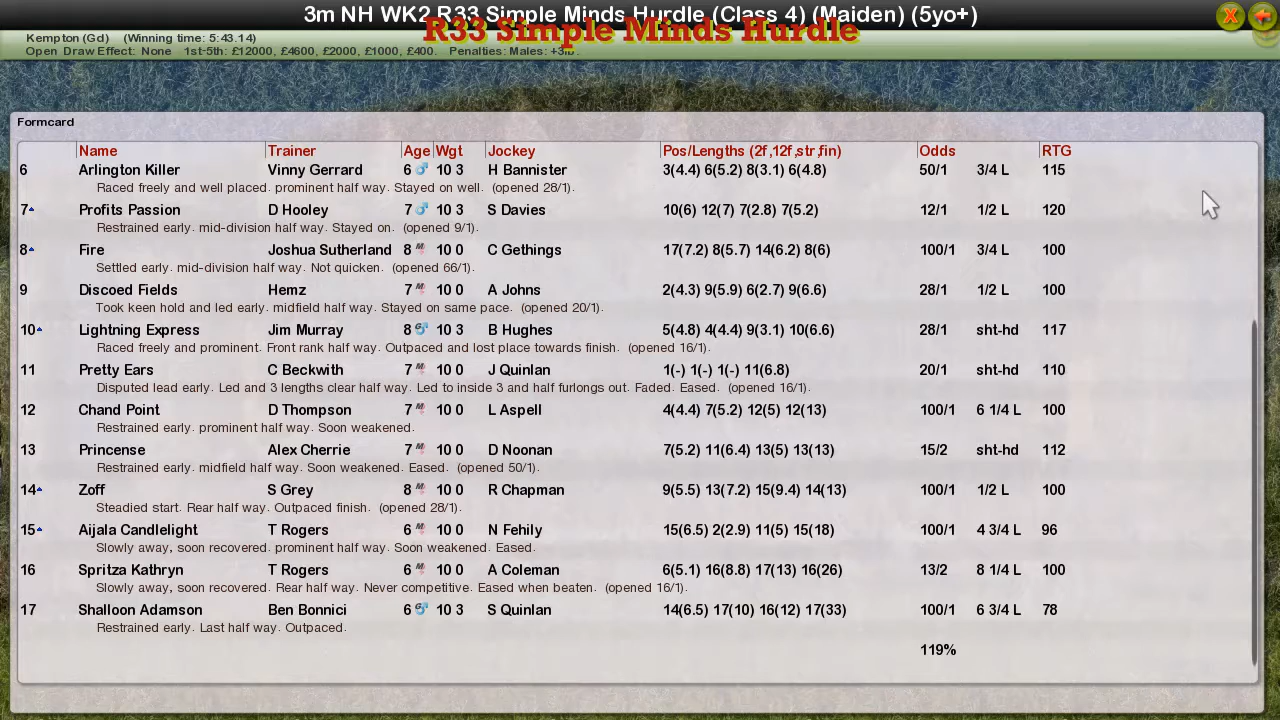 3m NH WK2 R33 Simple Minds Hurdle (Class 4) (Maiden) (5yo+)
R33 Simple Minds Hurdle
Kempton (Gd) (Winning time: 5:43.14)
Open Draw Effect: None 1st-5th: £12000, £4600, £2000, £1000, £400. Penalties: Males: +3lb.
Formcard
Name Trainer Age Wgt Jockey Pos/Lengths (2f,12f,str,fin) Odds RTG
6 Arlington Killer Vinny Gerrard 6 10 3 H Bannister 3(4.4) 6(5.2) 8(3.1) 6(4.8) 50/1 3/4 L 115
Raced freely and well placed. prominent half way. Stayed on well. (opened 28/1).
7 Profits Passion D Hooley 7 10 3 S Davies 10(6) 12(7) 7(2.8) 7(5.2) 12/1 1/2 L 120
Restrained early. mid-division half way. Stayed on. (opened 9/1).
8 Fire Joshua Sutherland 8 10 0 C Gethings 17(7.2) 8(5.7) 14(6.2) 8(6) 100/1 3/4 L 100
Settled early. mid-division half way. Not quicken. (opened 66/1).
9 Discoed Fields Hemz 7 10 0 A Johns 2(4.3) 9(5.9) 6(2.7) 9(6.6) 28/1 1/2 L 100
Took keen hold and led early. midfield half way. Stayed on same pace. (opened 20/1).
10 Lightning Express Jim Murray 8 10 3 B Hughes 5(4.8) 4(4.4) 9(3.1) 10(6.6) 28/1 sht-hd 117
Raced freely and prominent. Front rank half way. Outpaced and lost place towards finish. (opened 16/1).
11 Pretty Ears C Beckwith 7 10 0 J Quinlan 1(-) 1(-) 1(-) 11(6.8) 20/1 sht-hd 110
Disputed lead early. Led and 3 lengths clear half way. Led to inside 3 and half furlongs out. Faded. Eased. (opened 16/1).
12 Chand Point D Thompson 7 10 0 L Aspell 4(4.4) 7(5.2) 12(5) 12(13) 100/1 6 1/4 L 100
Restrained early. prominent half way. Soon weakened.
13 Princense Alex Cherrie 7 10 0 D Noonan 7(5.2) 11(6.4) 13(5) 13(13) 15/2 sht-hd 112
Restrained early. midfield half way. Soon weakened. Eased. (opened 50/1).
14 Zoff S Grey 8 10 0 R Chapman 9(5.5) 13(7.2) 15(9.4) 14(13) 100/1 1/2 L 100
Steadied start. Rear half way. Outpaced finish. (opened 28/1).
15 Aijala Candlelight T Rogers 6 10 0 N Fehily 15(6.5) 2(2.9) 11(5) 15(18) 100/1 4 3/4 L 96
Slowly away, soon recovered. prominent half way. Soon weakened. Eased.
16 Spritza Kathryn T Rogers 6 10 0 A Coleman 6(5.1) 16(8.8) 17(13) 16(26) 13/2 8 1/4 L 100
Slowly away, soon recovered. Rear half way. Never competitive. Eased when beaten. (opened 16/1).
17 Shalloon Adamson Ben Bonnici 6 10 3 S Quinlan 14(6.5) 17(10) 16(12) 17(33) 100/1 6 3/4 L 78
Restrained early. Last half way. Outpaced.
119%